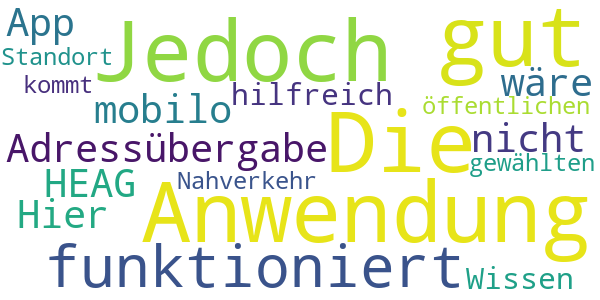 App Jedoch gut
Standort
kommt hilfreich wäre
mobilo öffentlichen
Adressübergabe Die nicht
gewählten
HEAG Nahverkehr
Hier Anwendung
funktioniert Wissen